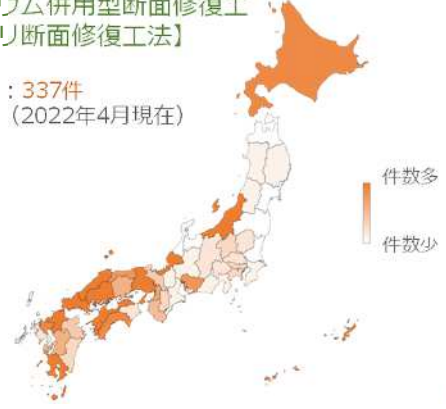 ウム併用型断面修復工
リ断面修復工法】
：337件
（2022年4月現在）
件数多
件数少